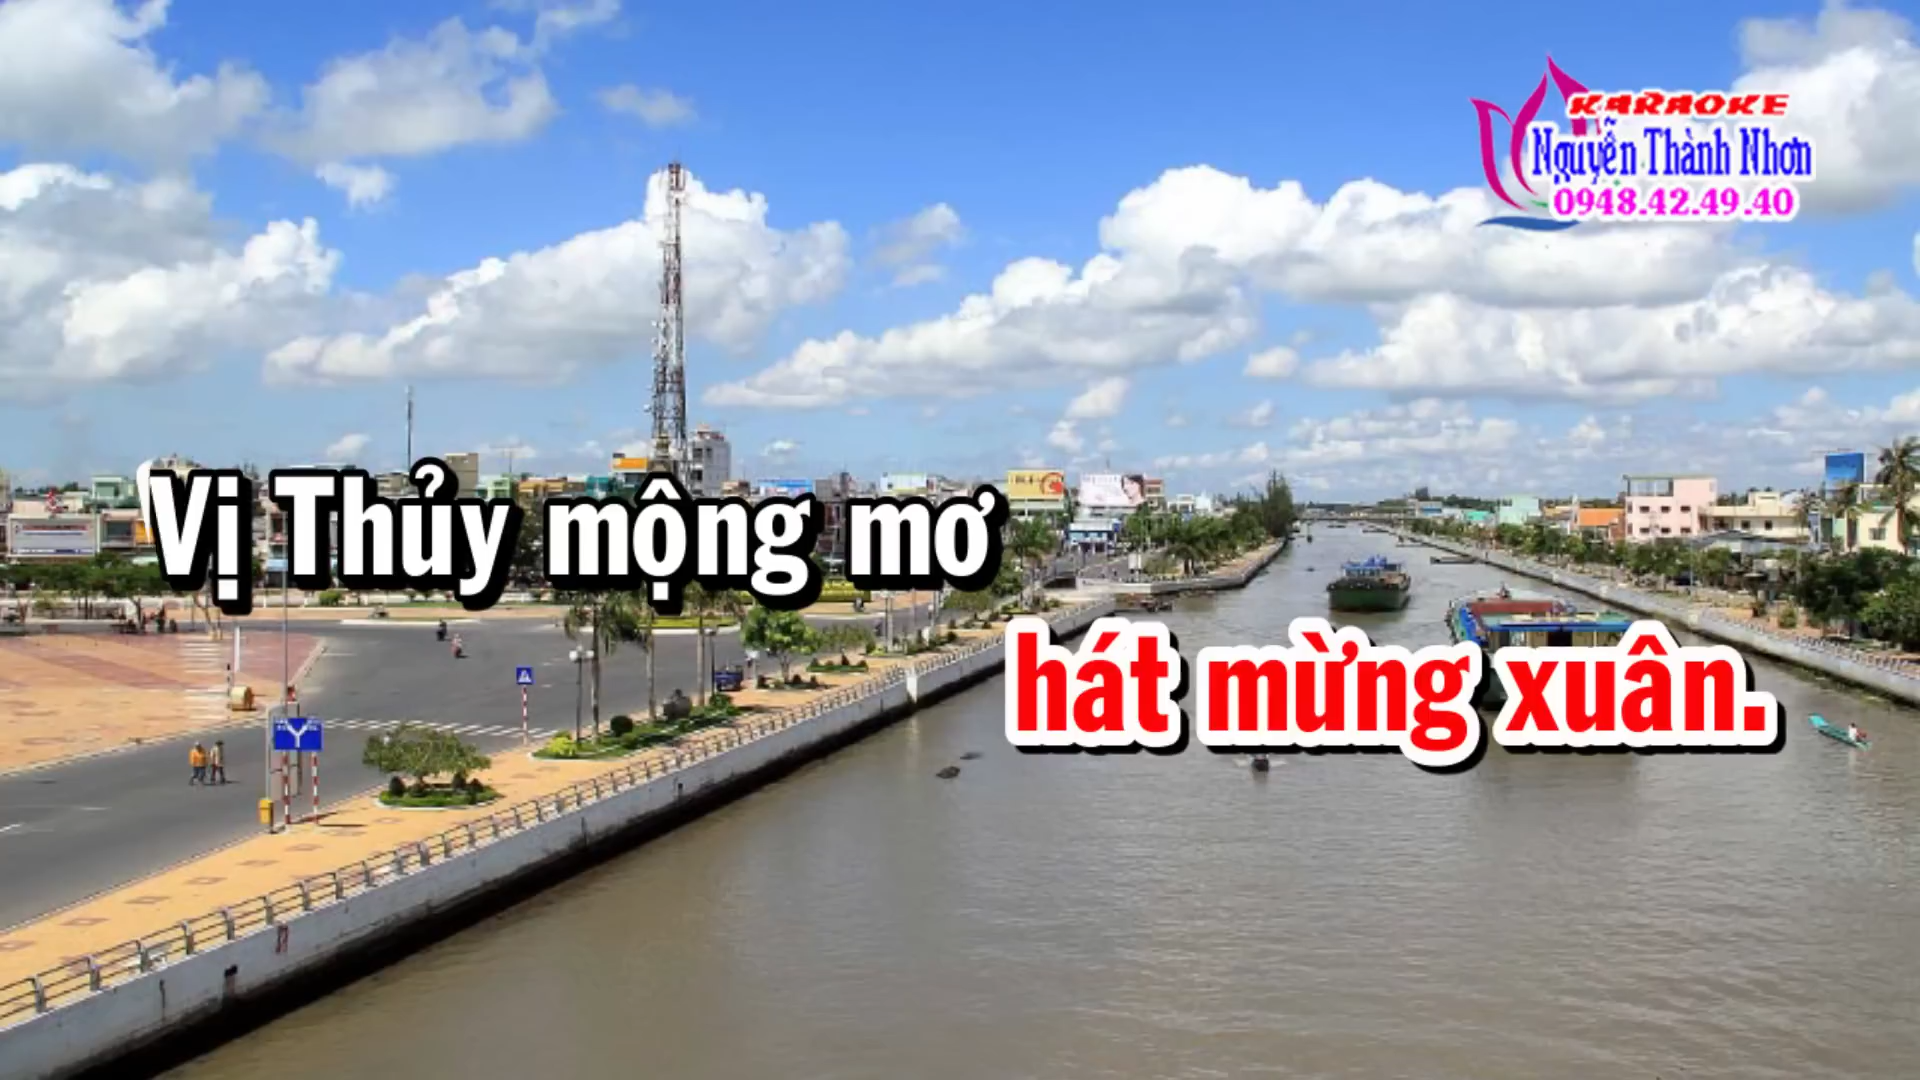 KARAOKE
Nguyễn Thành Nhơn
0948.42.49.40
Vị Thủy mộng mơ
hát mừng xuân.